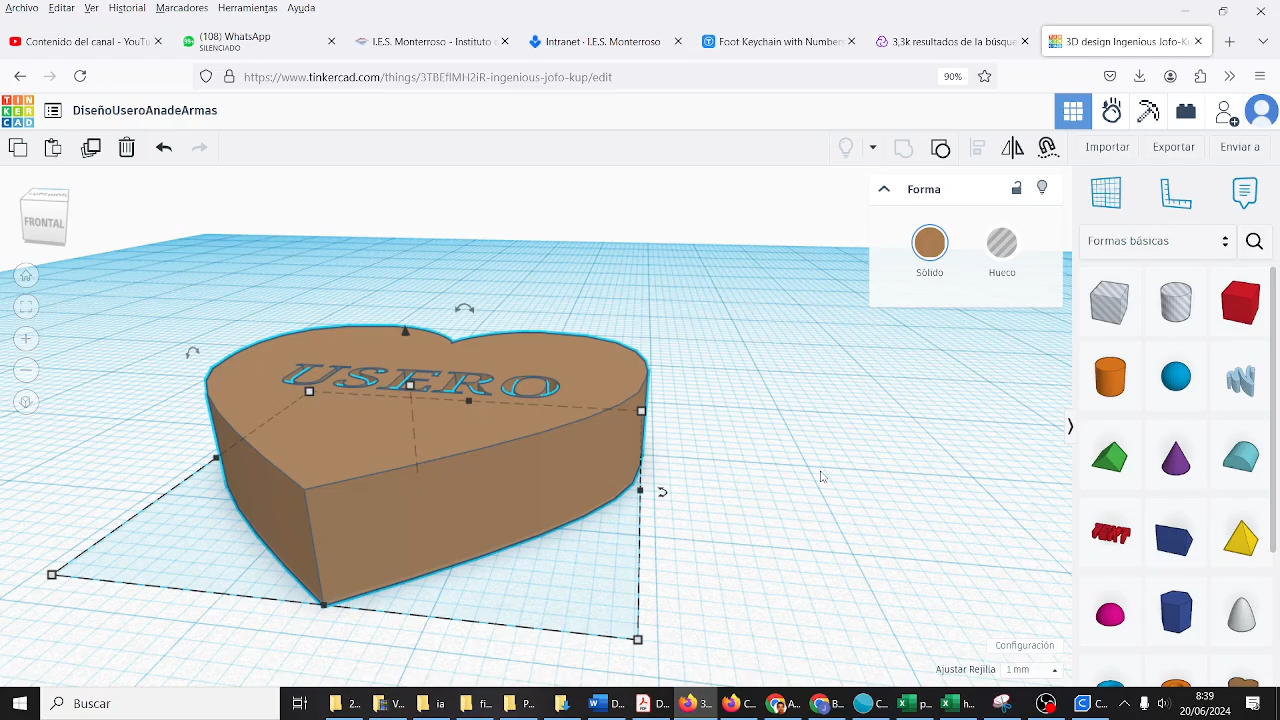 Archivo Editar Ver Historial Marcadores Herramientas Ayuda
Contenido del canal - YouTu
(108) WhatsApp
SILENCIADO
I.E.S. Monterroso - Instituto
Intranet - I.E.S. Monterroso
Foot Keychain with Numbers
3,3k resultados de la búsque
3D design Ingenious Jofo-Ku
https://www.tinkercad.com/things/3TBEflMH2iR-ingenious-jofo-kup/edit
90%
TIN
KER
CAD
DiseñoUseroAnadeArmas
Importar
Exportar
Enviar a
FRONTAL
Forma
Sólido
Hueco
Formas básicas
USERO
Configuración
Ajustar Rejilla 1 mm
Buscar
8:39
20/06/2024